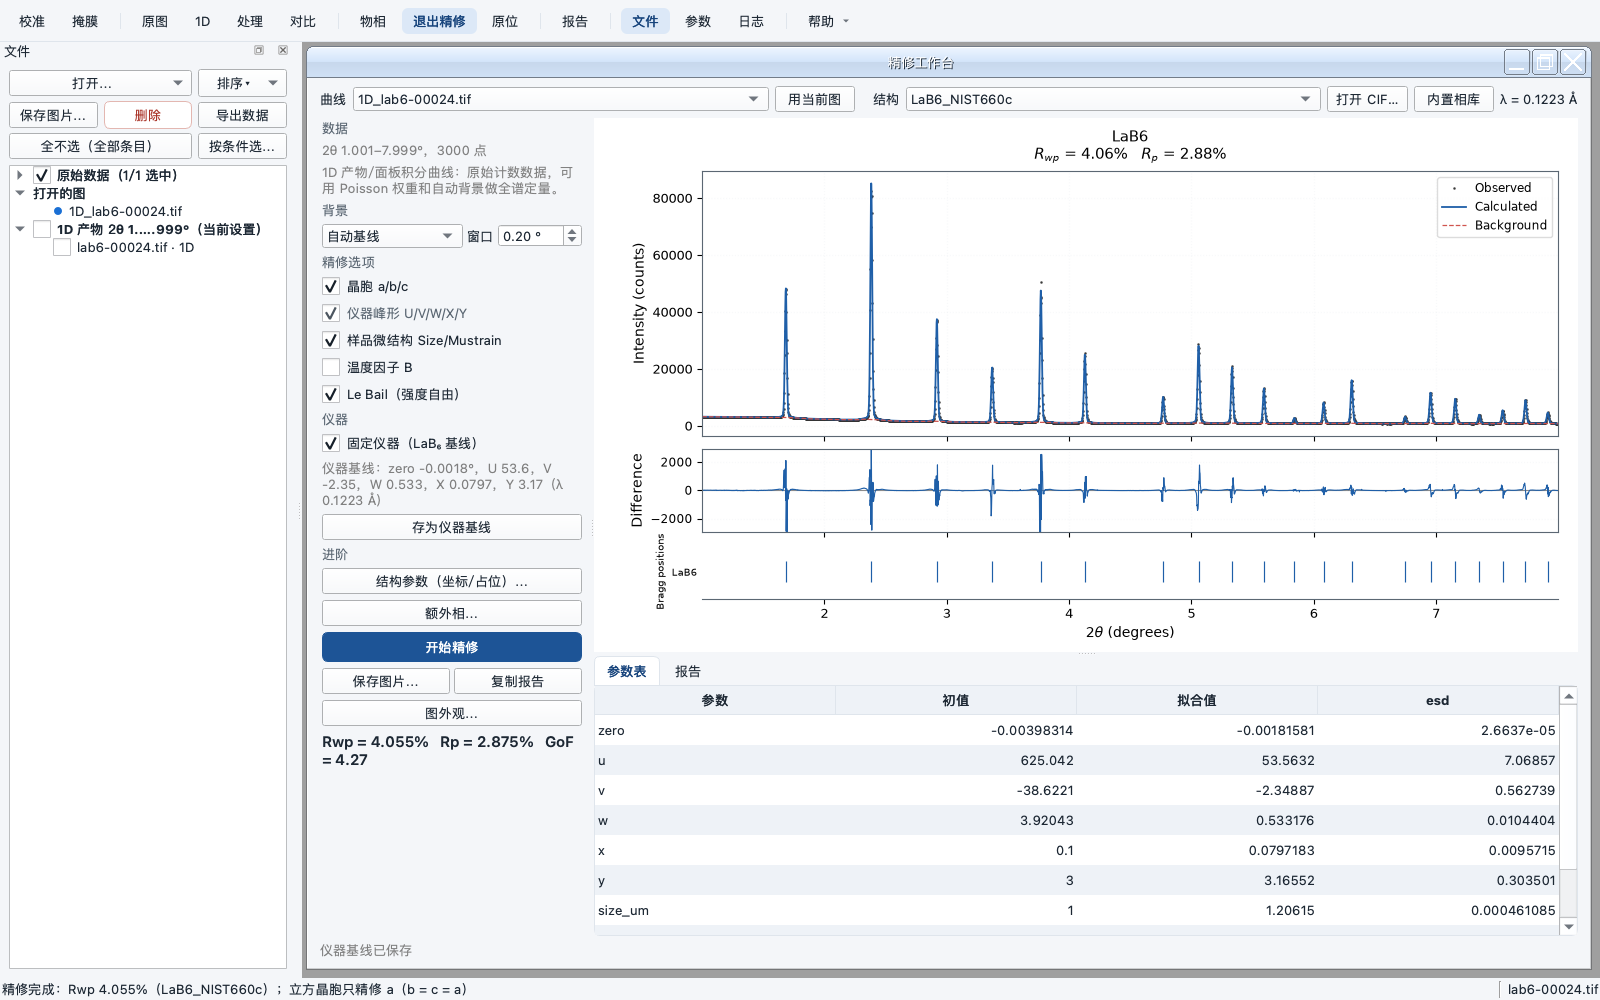 校准 掩膜 原图 1D 处理 对比 物相 退出精修 原位 报告 文件 参数 日志 帮助
文件
打开... 排序
保存图片... 删除 导出数据
全不选（全部条目） 按条件选...
原始数据（1/1 选中）
打开的图
1D_lab6-00024.tif
1D 产物 2θ 1.....999°（当前设置）
lab6-00024.tif · 1D
精修工作台
曲线 1D_lab6-00024.tif 用当前图 结构 LaB6_NIST660c 打开 CIF... 内置相库 λ = 0.1223 Å
数据
2θ 1.001–7.999°，3000 点
1D 产物/面板积分曲线：原始计数数据，可
用 Poisson 权重和自动背景做全谱定量。
背景
自动基线 窗口 0.20 °
精修选项
晶胞 a/b/c
仪器峰形 U/V/W/X/Y
样品微结构 Size/Mustrain
温度因子 B
Le Bail（强度自由）
仪器
固定仪器（LaB₆ 基线）
仪器基线：zero -0.0018°，U 53.6，V
-2.35，W 0.533，X 0.0797，Y 3.17（λ
0.1223 Å）
存为仪器基线
进阶
结构参数（坐标/占位）...
额外相...
开始精修
保存图片... 复制报告
图外观...
Rwp = 4.055% Rp = 2.875% GoF
= 4.27
仪器基线已保存
LaB6
Rwp = 4.06% Rp = 2.88%
Observed
Calculated
Background
Intensity (counts)
80000
60000
40000
20000
0
Difference
2000
0
−2000
Bragg positions
LaB6
2 3 4 5 6 7
2θ (degrees)
参数表 报告
参数 初值 拟合值 esd
zero -0.00398314 -0.00181581 2.6637e-05
u 625.042 53.5632 7.06857
v -38.6221 -2.34887 0.562739
w 3.92043 0.533176 0.0104404
x 0.1 0.0797183 0.0095715
y 3 3.16552 0.303501
size_um 1 1.20615 0.000461085
精修完成：Rwp 4.055%（LaB6_NIST660c）；立方晶胞只精修 a（b = c = a） lab6-00024.tif